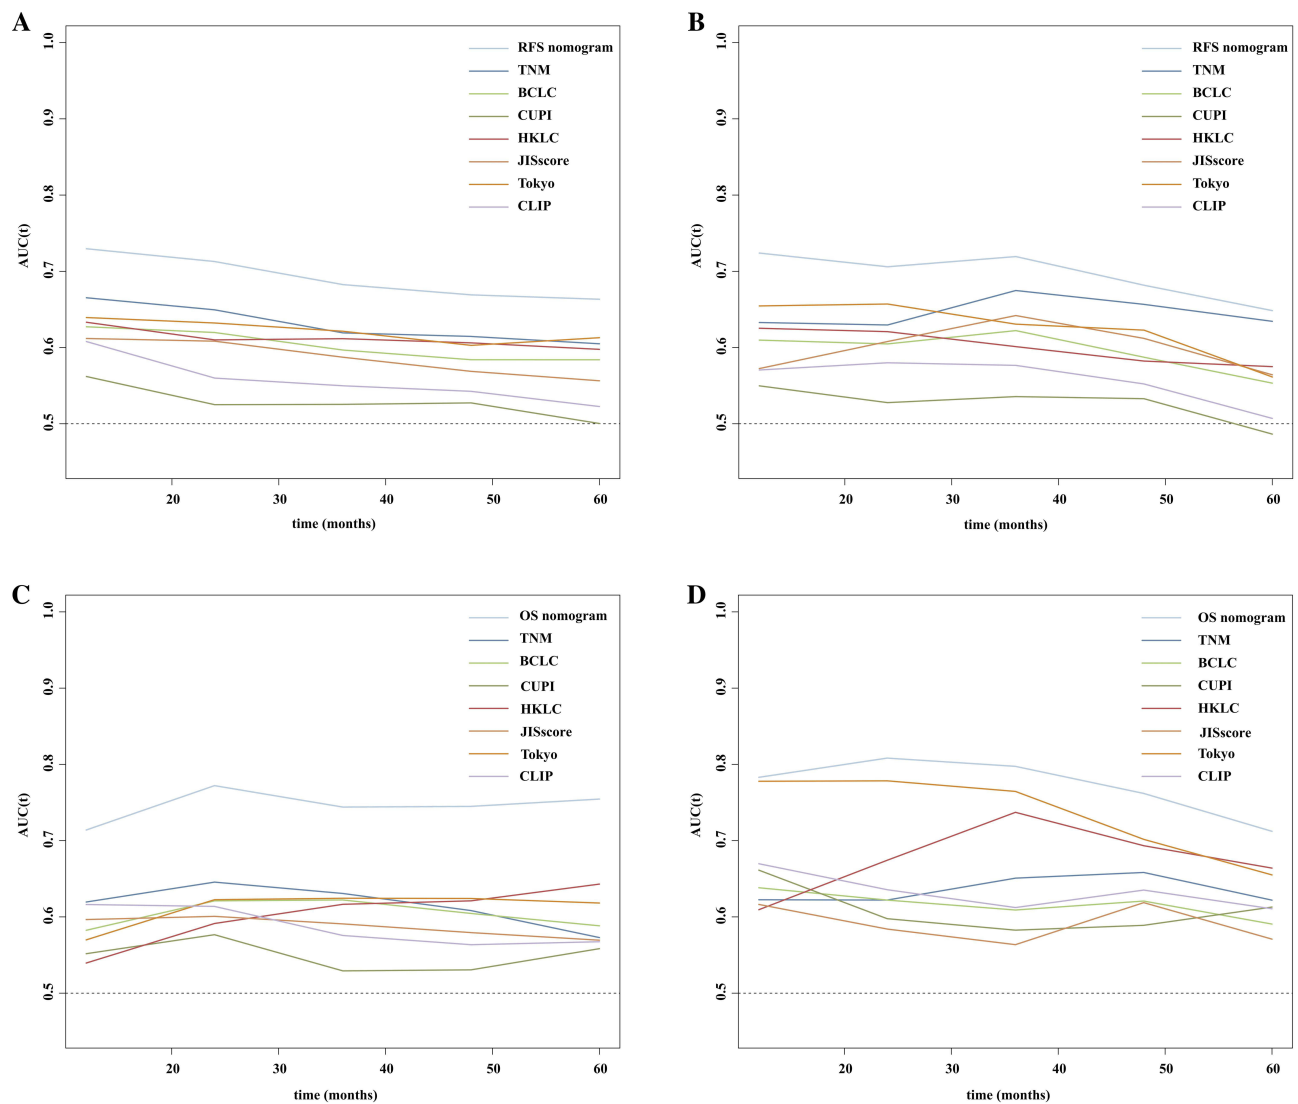 A
1.0
0.9
0.8
0.7
0.6
0.5
AUC(t)
RFS nomogram
TNM
BCLC
CUPI
HKLC
JISscore
Tokyo
CLIP
20 30 40 50 60
time (months)
B
1.0
0.9
0.8
0.7
0.6
0.5
AUC(t)
RFS nomogram
TNM
BCLC
CUPI
HKLC
JISscore
Tokyo
CLIP
20 30 40 50 60
time (months)
C
1.0
0.9
0.8
0.7
0.6
0.5
AUC(t)
OS nomogram
TNM
BCLC
CUPI
HKLC
JISscore
Tokyo
CLIP
20 30 40 50 60
time (months)
D
1.0
0.9
0.8
0.7
0.6
0.5
AUC(t)
OS nomogram
TNM
BCLC
CUPI
HKLC
JISscore
Tokyo
CLIP
20 30 40 50 60
time (months)